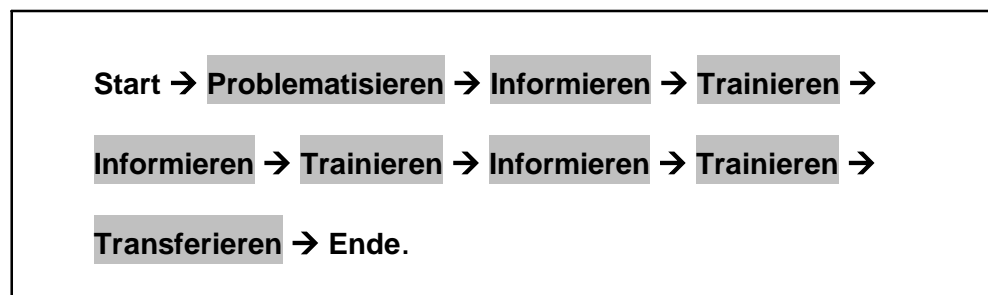 Start → Problematisieren → Informieren → Trainieren →
Informieren → Trainieren → Informieren → Trainieren →
Transferieren → Ende.